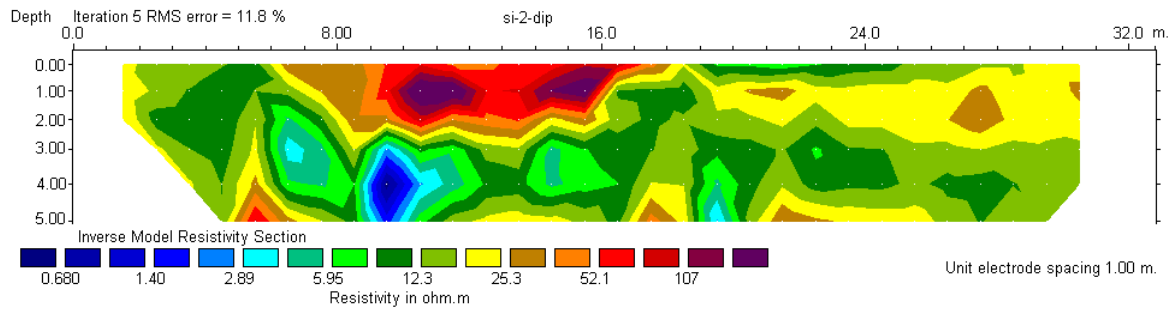 Depth Iteration 5 RMS error = 11.8 % si-2-dip
0.0 8.00 16.0 24.0 32.0 m.
0.00
1.00
2.00
3.00
4.00
5.00
Inverse Model Resistivity Section
0.680 1.40 2.89 5.95 12.3 25.3 52.1 107
Resistivity in ohm.m
Unit electrode spacing 1.00 m.